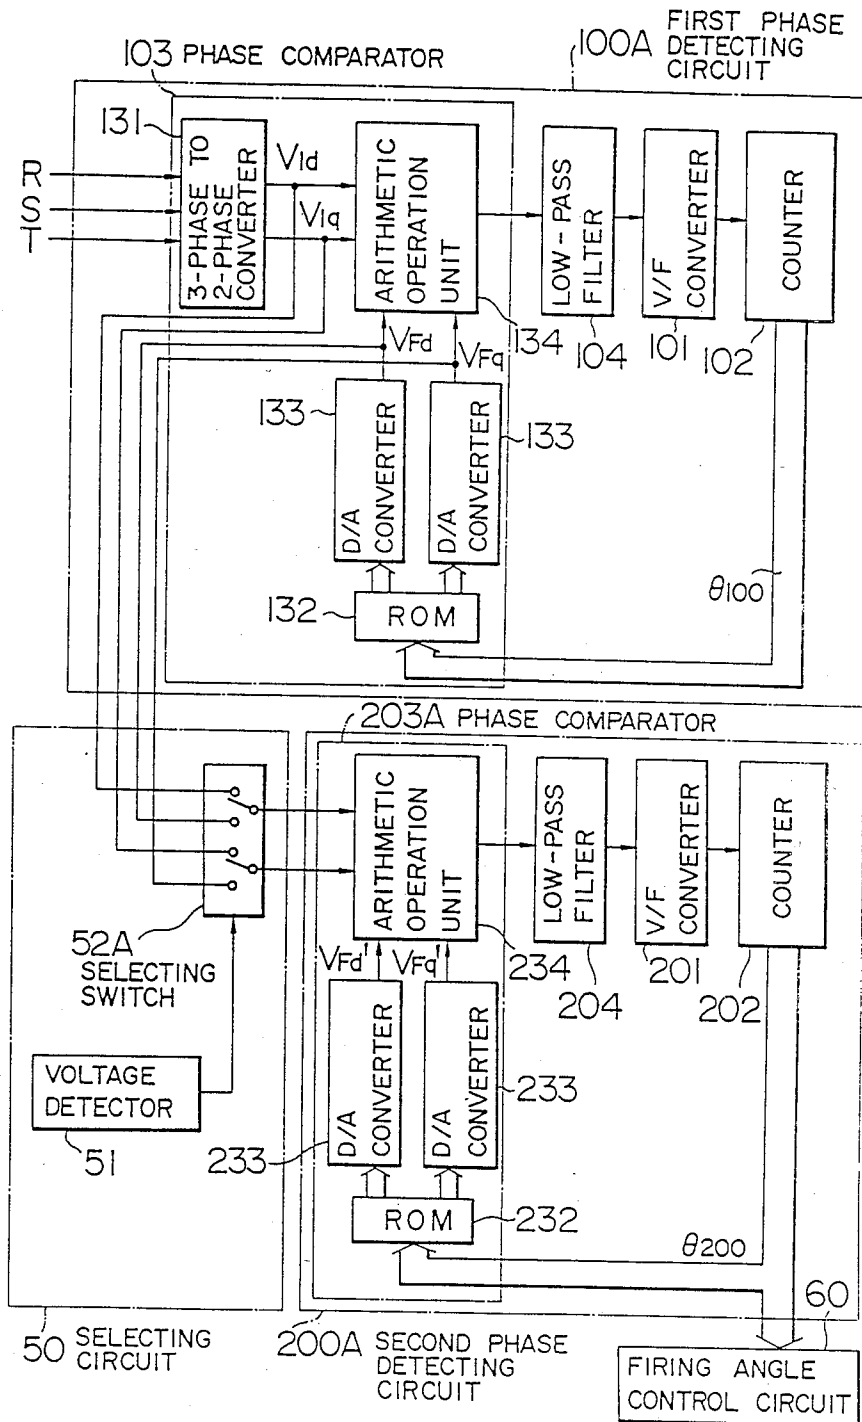 FIRST PHASE
100A DETECTING
CIRCUIT
103 PHASE COMPARATOR
131
3-PHASE TO
2-PHASE
CONVERTER
R
S
T
V1d
V1q
ARITHMETIC
OPERATION
UNIT
134
LOW-PASS
FILTER
104
V/F
CONVERTER
101
COUNTER
102
VFd
VFq
133
D/A
CONVERTER
D/A
CONVERTER
133
132
ROM
θ100
203A PHASE COMPARATOR
52A
SELECTING
SWITCH
ARITHMETIC
OPERATION
UNIT
234
LOW-PASS
FILTER
204
V/F
CONVERTER
201
COUNTER
202
VFd'
VFq'
VOLTAGE
DETECTOR
51
233
D/A
CONVERTER
D/A
CONVERTER
233
ROM
232
θ200
50 SELECTING
CIRCUIT
200A SECOND PHASE
DETECTING
CIRCUIT
60
FIRING ANGLE
CONTROL CIRCUIT